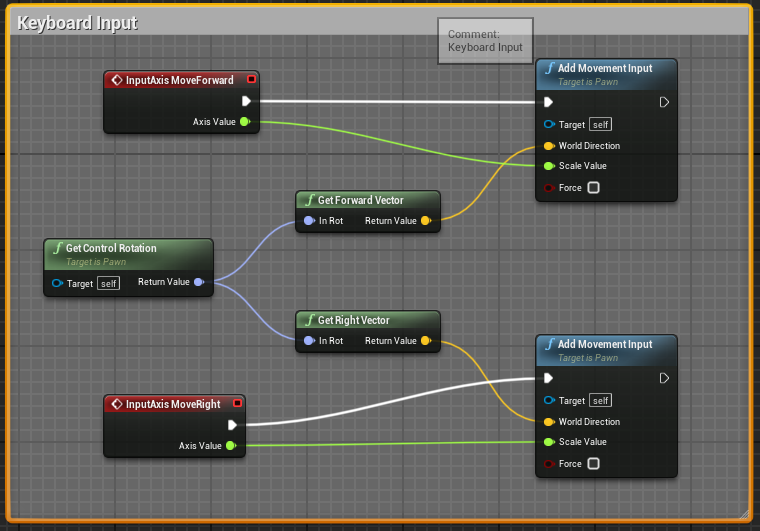 Keyboard Input
Comment:
Keyboard Input
InputAxis MoveForward
Axis Value
Add Movement Input
Target is Pawn
Target self
World Direction
Scale Value
Force
Get Forward Vector
In Rot Return Value
Get Control Rotation
Target is Pawn
Target self Return Value
Get Right Vector
In Rot Return Value
InputAxis MoveRight
Axis Value
Add Movement Input
Target is Pawn
Target self
World Direction
Scale Value
Force